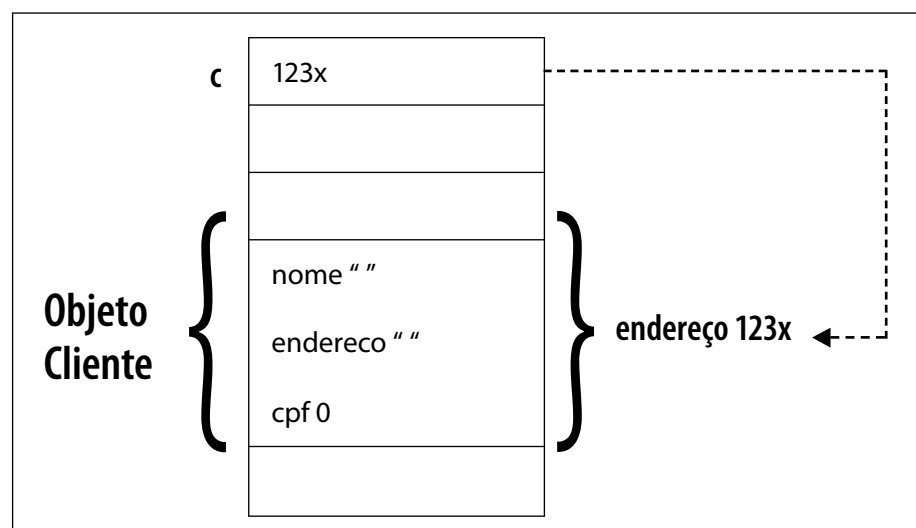 c
123x
nome “ ”
endereco “ “
cpf 0
Objeto
Cliente
endereço 123x